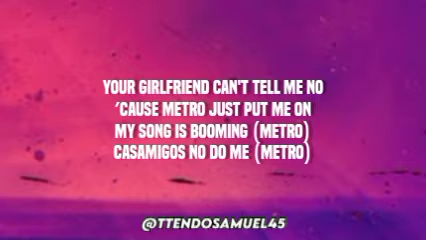 YOUR GIRLFRIEND CAN'T TELL ME NO
'CAUSE METRO JUST PUT ME ON
MY SONG IS BOOMING (METRO)
CASAMIGOS NO DO ME (METRO)
@TTENDOSAMUEL45